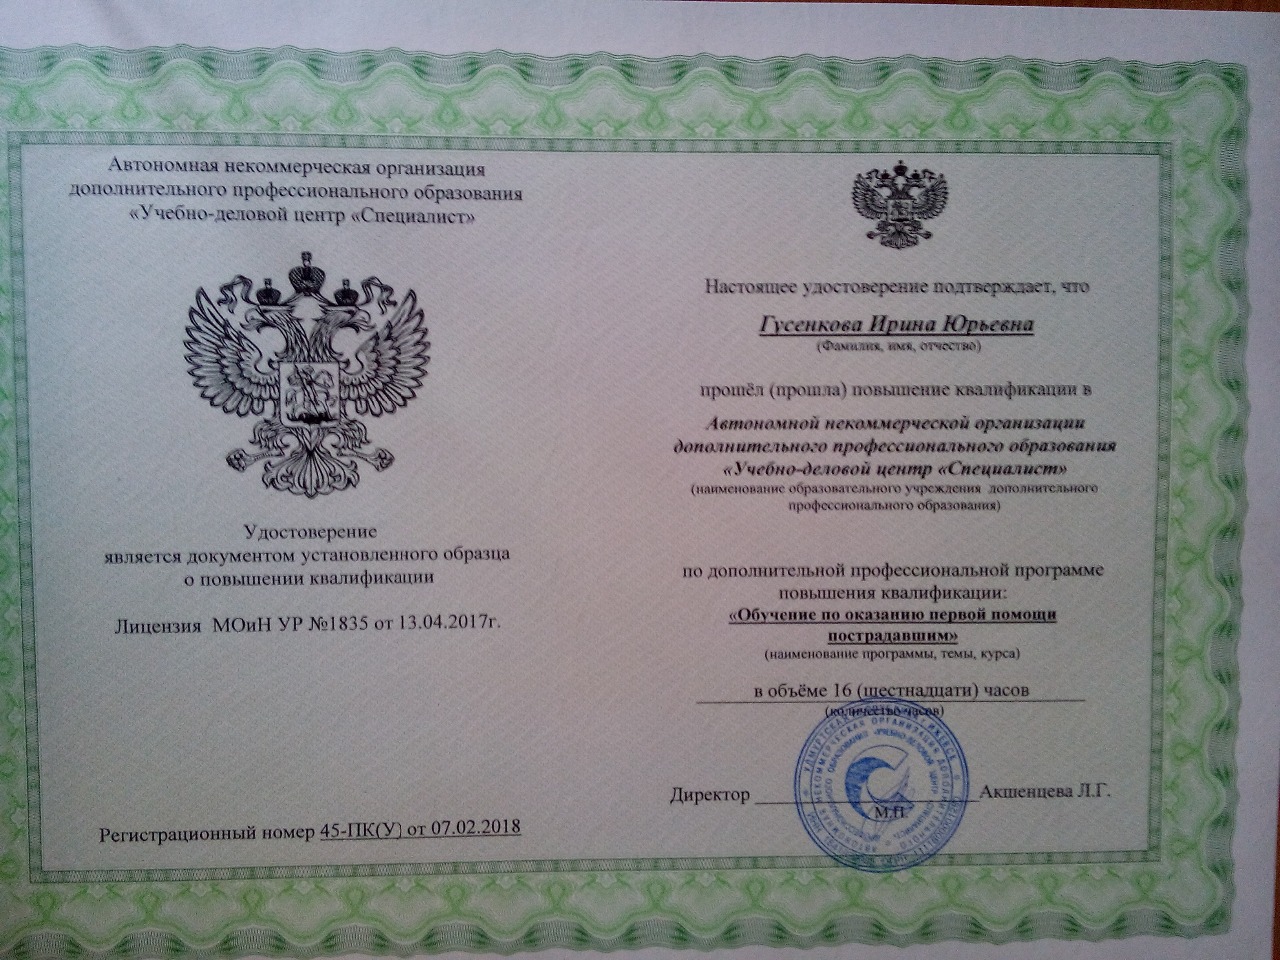 Автономная некоммерческая организация
дополнительного профессионального образования
«Учебно-деловой центр «Специалист»
Удостоверение
является документом установленного образца
о повышении квалификации
Лицензия МОиН УР №1835 от 13.04.2017г.
Регистрационный номер 45-ПК(У) от 07.02.2018
Настоящее удостоверение подтверждает, что
Гусенкова Ирина Юрьевна
(Фамилия, имя, отчество)
прошёл (прошла) повышение квалификации в
Автономной некоммерческой организации
дополнительного профессионального образования
«Учебно-деловой центр «Специалист»
(наименование образовательного учреждения дополнительного
профессионального образования)
по дополнительной профессиональной программе
повышения квалификации:
«Обучение по оказанию первой помощи
пострадавшим»
(наименование программы, темы, курса)
в объёме 16 (шестнадцати) часов
(количество часов)
Директор Акшенцева Л.Г.
М.П.